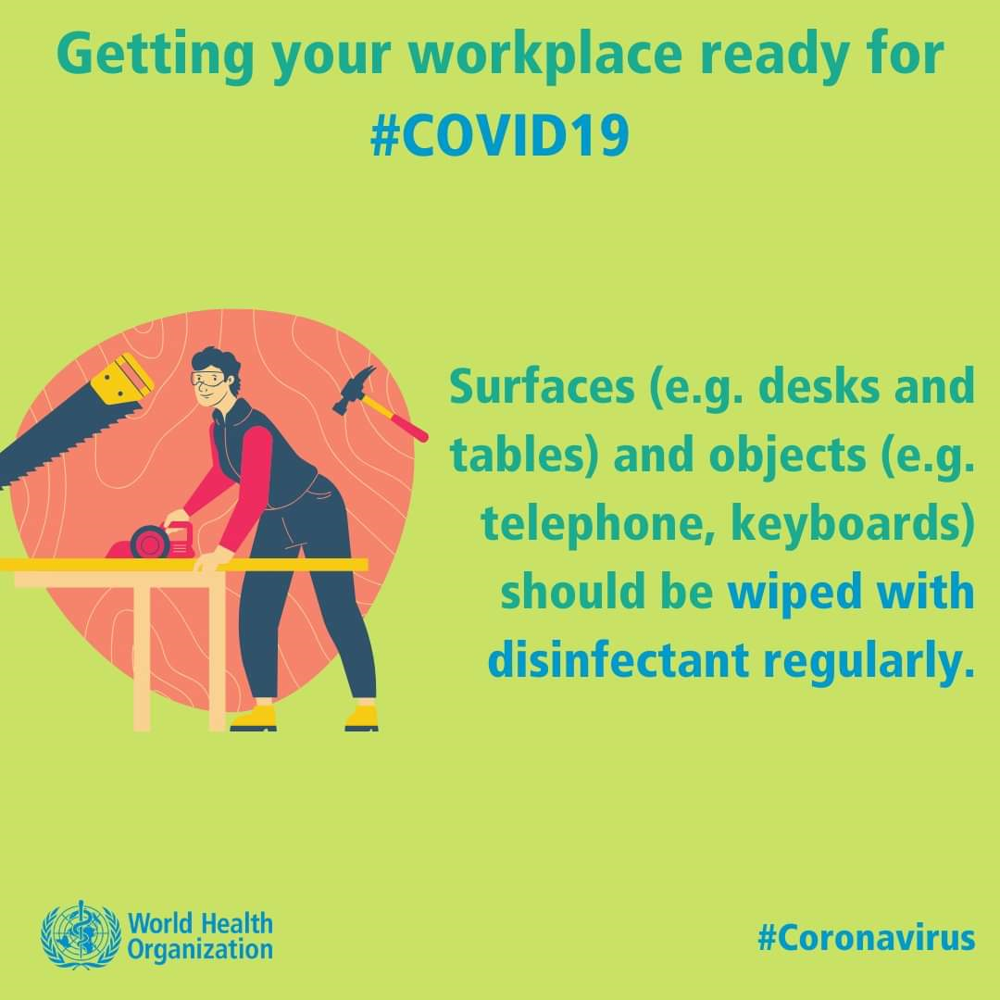 Getting your workplace ready for
#COVID19
Surfaces (e.g. desks and
tables) and objects (e.g.
telephone, keyboards)
should be wiped with
disinfectant regularly.
World Health
Organization
#Coronavirus